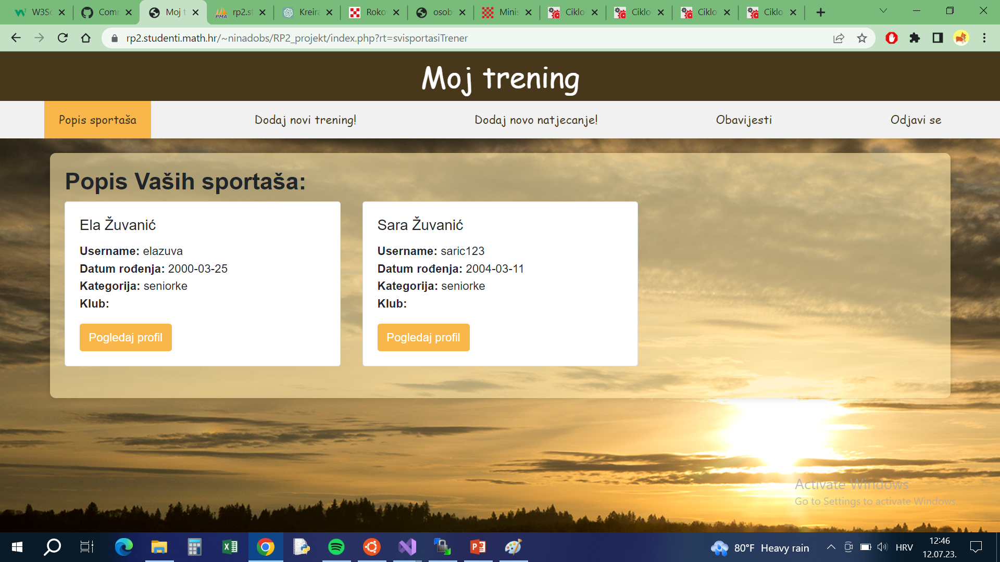 W3Sc
Comm
Moj t
rp2.st
Kreira
Roko
osob
Minis
Ciklo
Ciklo
Ciklo
Ciklo
rp2.studenti.math.hr/~ninadobs/RP2_projekt/index.php?rt=svisportasiTrener
Moj trening
Popis sportaša
Dodaj novi trening!
Dodaj novo natjecanje!
Obavijesti
Odjavi se
Popis Vaših sportaša:
Ela Žuvanić
Username: elazuva
Datum rođenja: 2000-03-25
Kategorija: seniorke
Klub:
Pogledaj profil
Sara Žuvanić
Username: saric123
Datum rođenja: 2004-03-11
Kategorija: seniorke
Klub:
Pogledaj profil
Activate Windows
Go to Settings to activate Windows.
80°F Heavy rain
HRV
12:46
12.07.23.